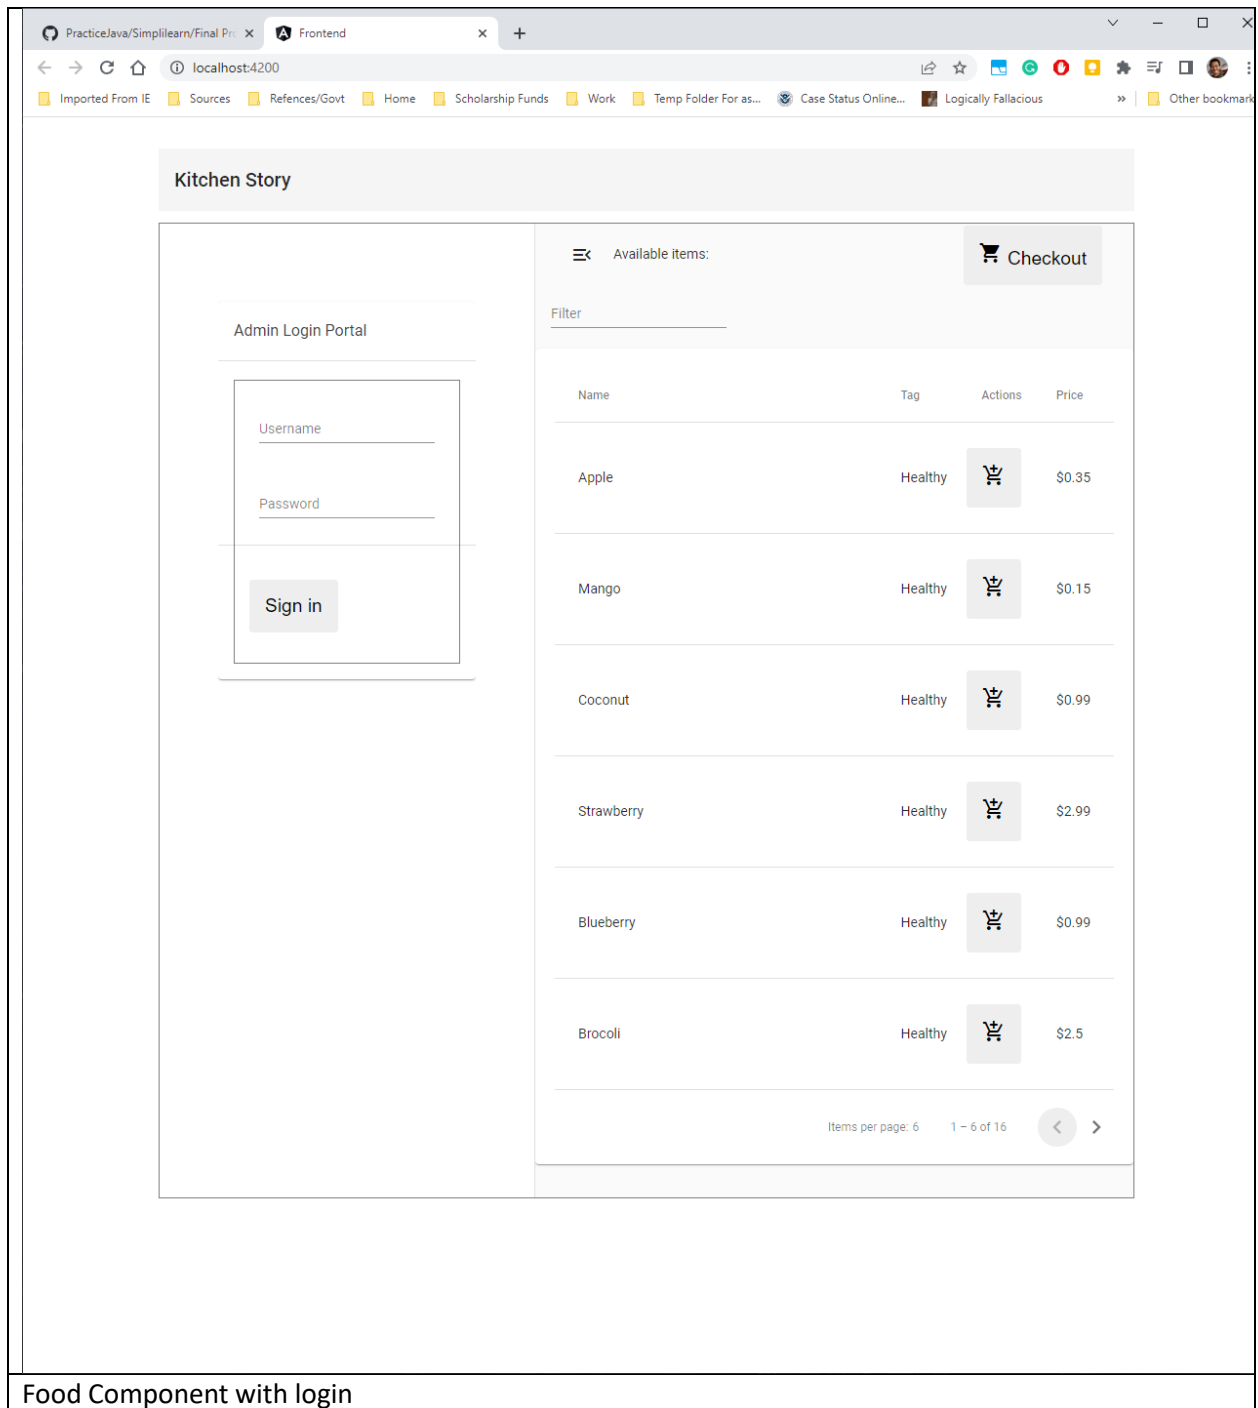 PracticeJava/Simplilearn/Final Pro
Frontend
localhost:4200
Imported From IE Sources Refences/Govt Home Scholarship Funds Work Temp Folder For as... Case Status Online... Logically Fallacious » Other bookmark
Kitchen Story
Available items:
Checkout
Filter
Admin Login Portal
Username
Password
Sign in
Name Tag Actions Price
Apple Healthy $0.35
Mango Healthy $0.15
Coconut Healthy $0.99
Strawberry Healthy $2.99
Blueberry Healthy $0.99
Brocoli Healthy $2.5
Items per page: 6 1 – 6 of 16
Food Component with login